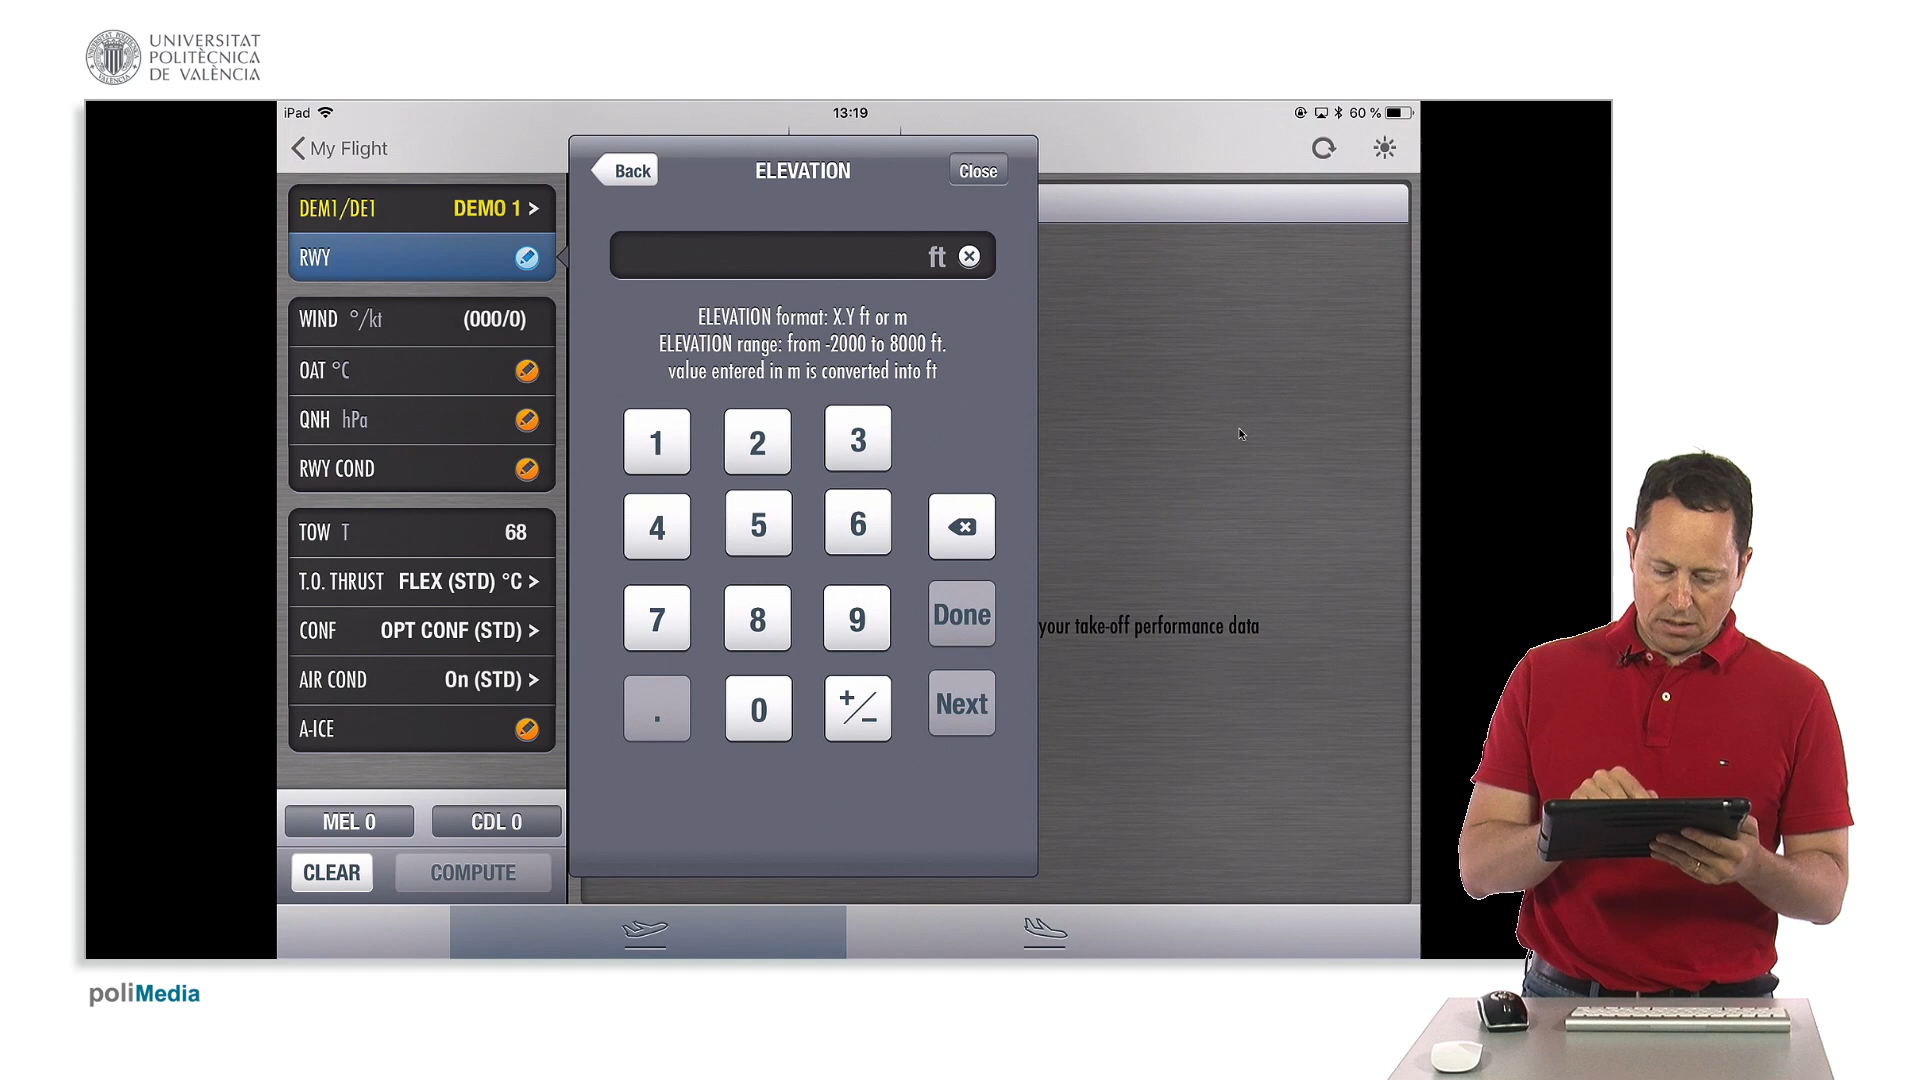 UNIVERSITAT
POLITÈCNICA
DE VALÈNCIA
iPad
13:19
60 %
My Flight
Back
ELEVATION
Close
DEM1/DE1 DEMO 1 >
RWY
ft
WIND °/kt (000/0)
ELEVATION format: X.Y ft or m
ELEVATION range: from -2000 to 8000 ft.
value entered in m is converted into ft
OAT °C
QNH hPa
RWY COND
1 2 3
4 5 6
7 8 9 Done
. 0 +/− Next
TOW T 68
T.O. THRUST FLEX (STD) °C >
CONF OPT CONF (STD) >
AIR COND On (STD) >
A-ICE
your take-off performance data
MEL 0 CDL 0
CLEAR COMPUTE
poliMedia